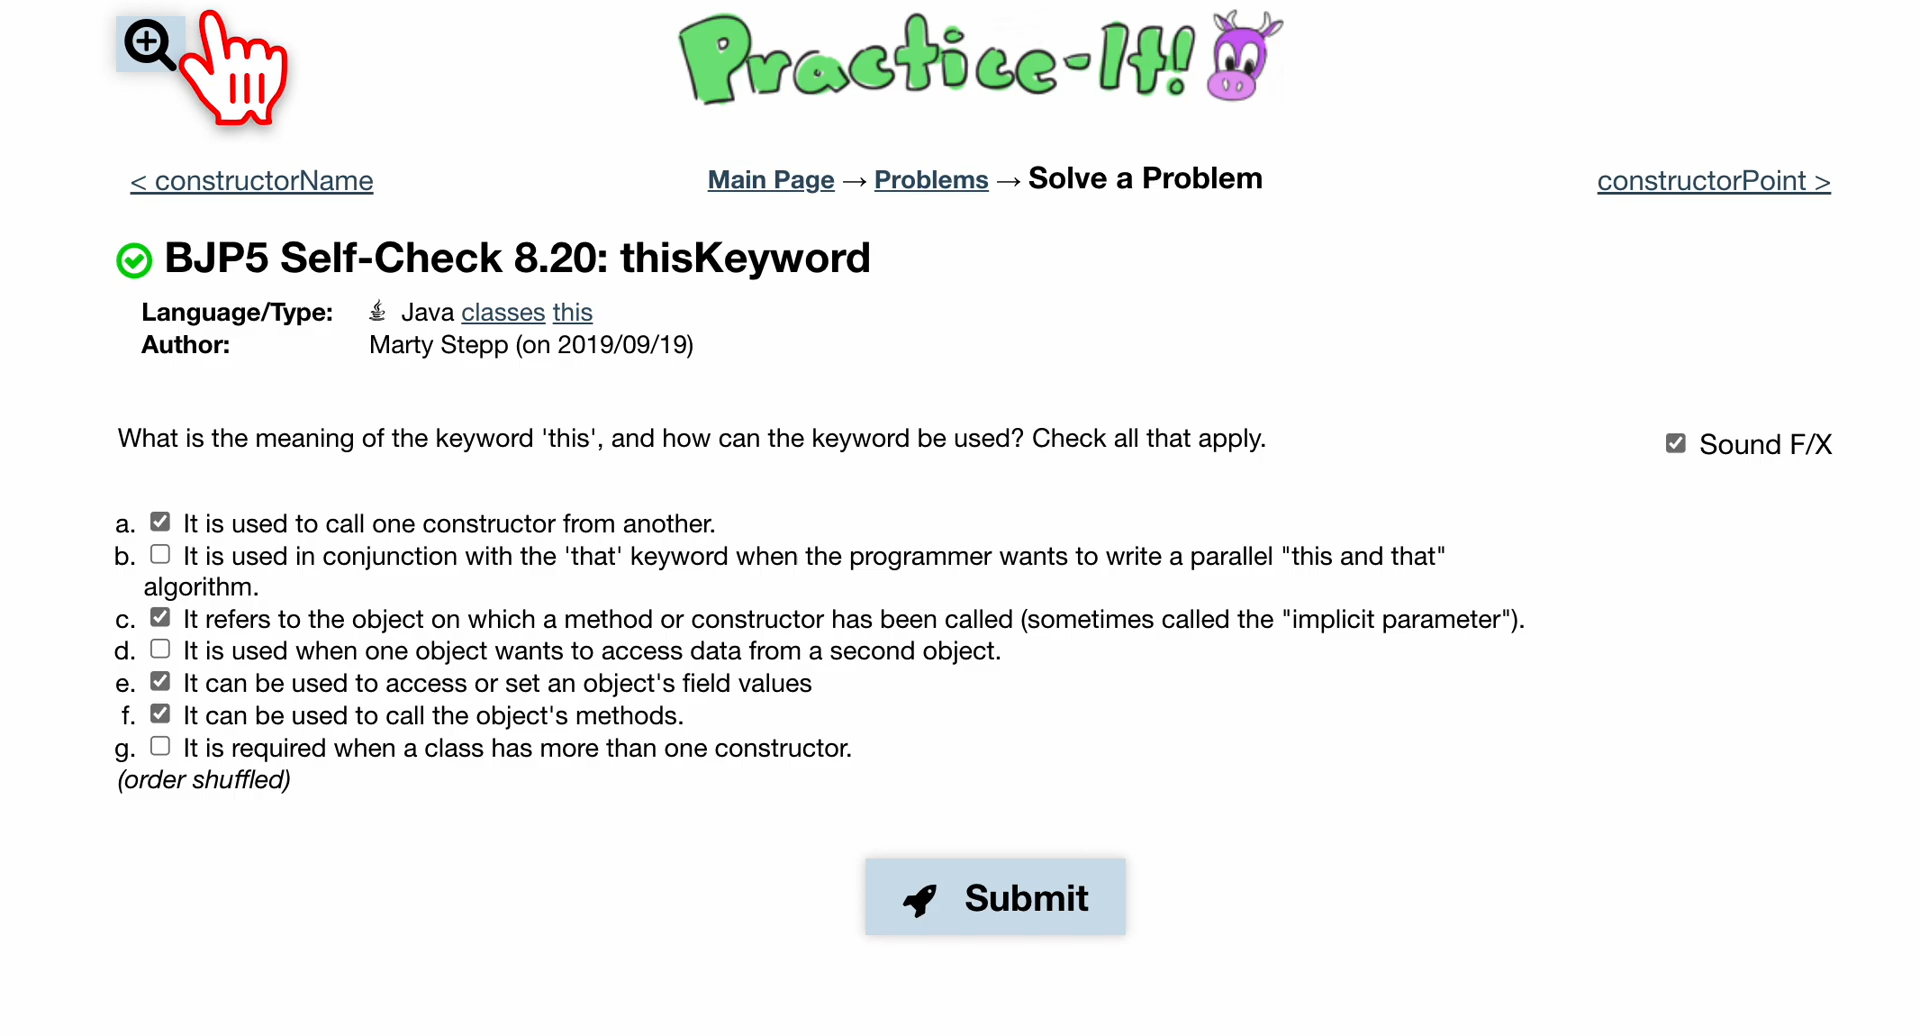 Practice-It!
< constructorName
Main Page → Problems → Solve a Problem
constructorPoint >
BJP5 Self-Check 8.20: thisKeyword
Language/Type: Java classes this
Author: Marty Stepp (on 2019/09/19)
What is the meaning of the keyword 'this', and how can the keyword be used? Check all that apply.
Sound F/X
a. It is used to call one constructor from another.
b. It is used in conjunction with the 'that' keyword when the programmer wants to write a parallel "this and that"
algorithm.
c. It refers to the object on which a method or constructor has been called (sometimes called the "implicit parameter").
d. It is used when one object wants to access data from a second object.
e. It can be used to access or set an object's field values
f. It can be used to call the object's methods.
g. It is required when a class has more than one constructor.
(order shuffled)
Submit